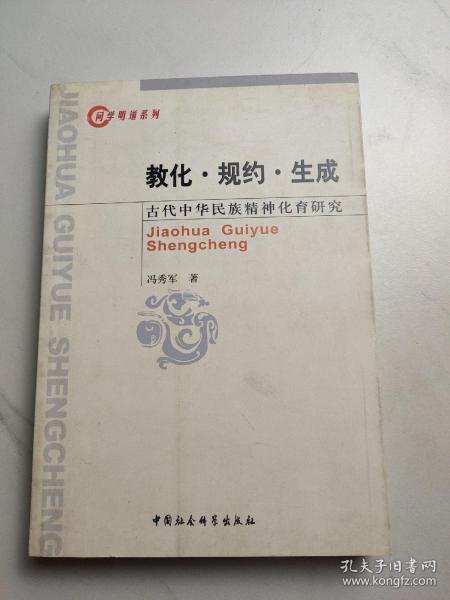 问学明道系列
教化·规约·生成
古代中华民族精神化育研究
Jiaohua Guiyue
Shengcheng
冯秀军 著
JIAOHUA GUIYUE SHENGCHENG
中国社会科学出版社
孔夫子旧书网
www.kongfz.com